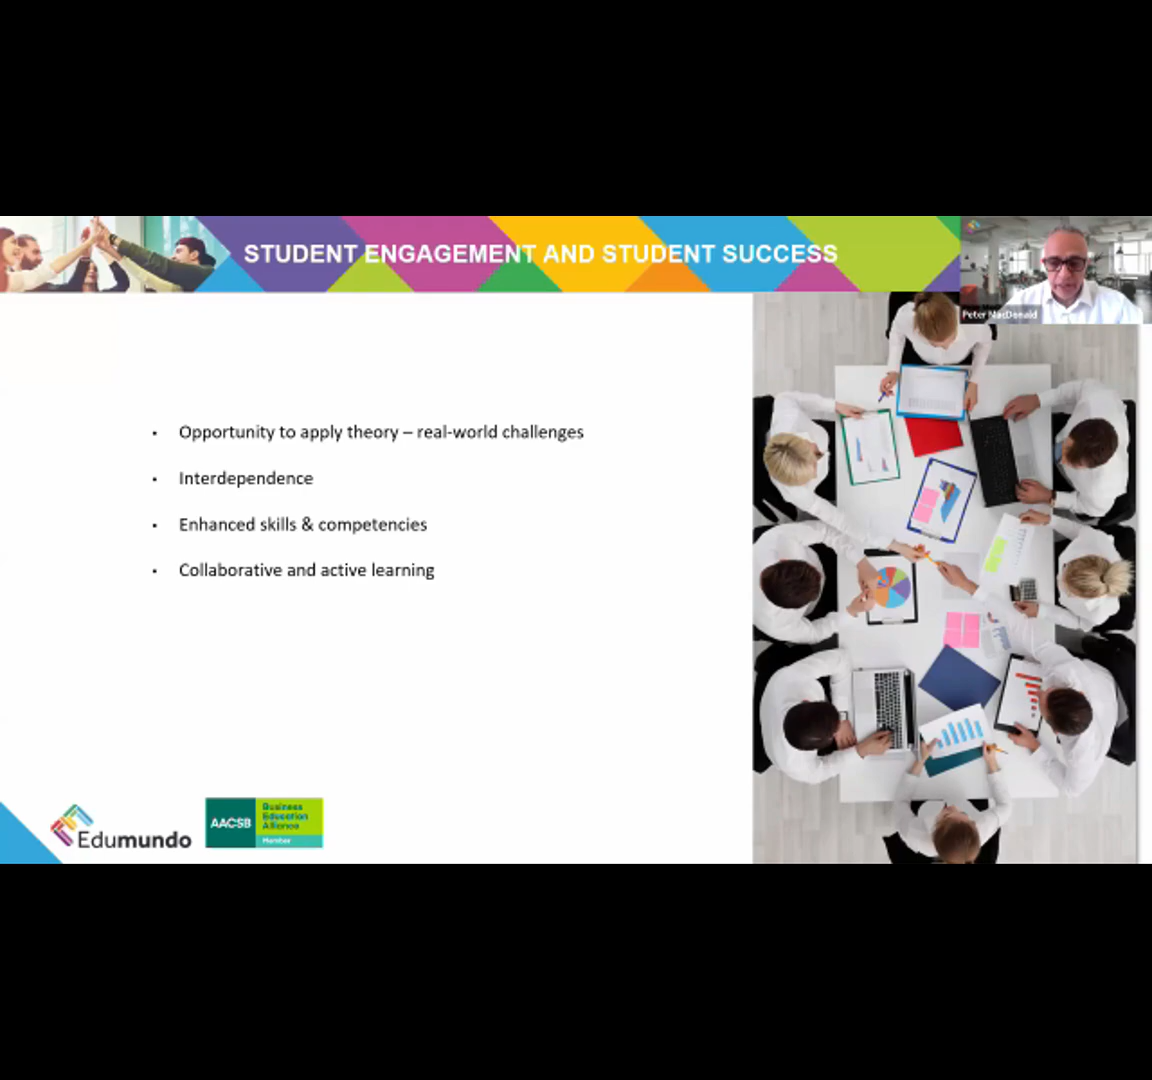 STUDENT ENGAGEMENT AND STUDENT SUCCESS
Peter MacDonald
• Opportunity to apply theory – real-world challenges
• Interdependence
• Enhanced skills & competencies
• Collaborative and active learning
Edumundo
AACSB
Business
Education
Alliance
Member